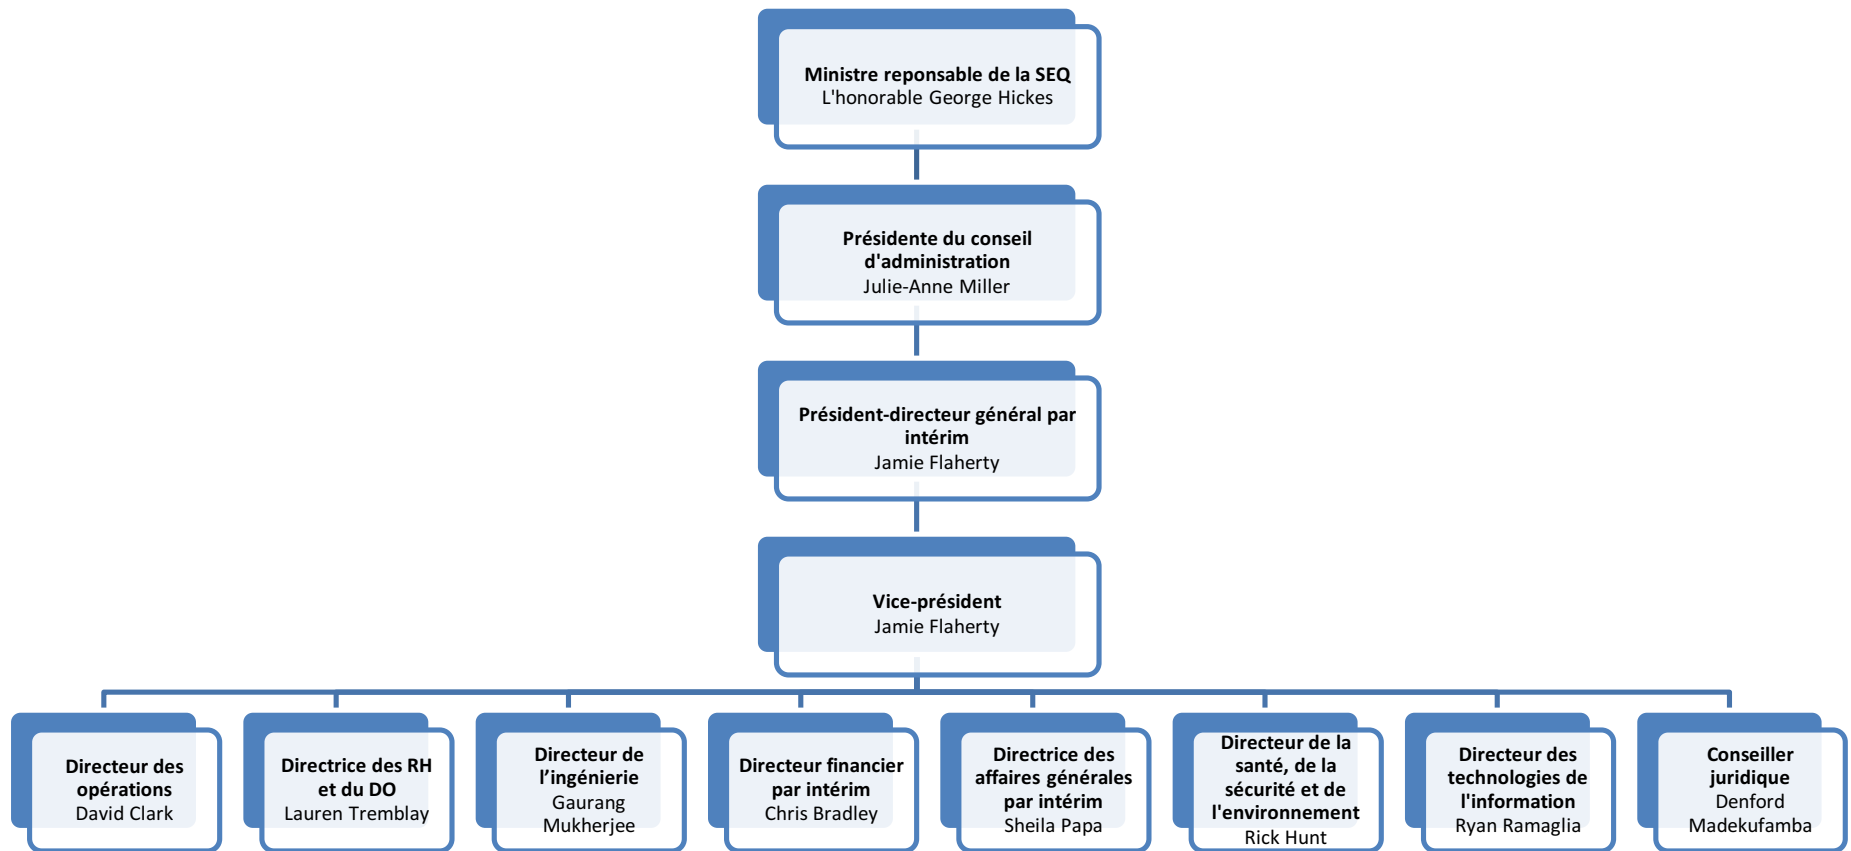 Ministre reponsable de la SEQ
L'honorable George Hickes
Présidente du conseil
d'administration
Julie-Anne Miller
Président-directeur général par
intérim
Jamie Flaherty
Vice-président
Jamie Flaherty
Directeur des
opérations
David Clark
Directrice des RH
et du DO
Lauren Tremblay
Directeur de
l’ingénierie
Gaurang
Mukherjee
Directeur financier
par intérim
Chris Bradley
Directrice des
affaires générales
par intérim
Sheila Papa
Directeur de la
santé, de la
sécurité et de
l'environnement
Rick Hunt
Directeur des
technologies de
l'information
Ryan Ramaglia
Conseiller
juridique
Denford
Madekufamba